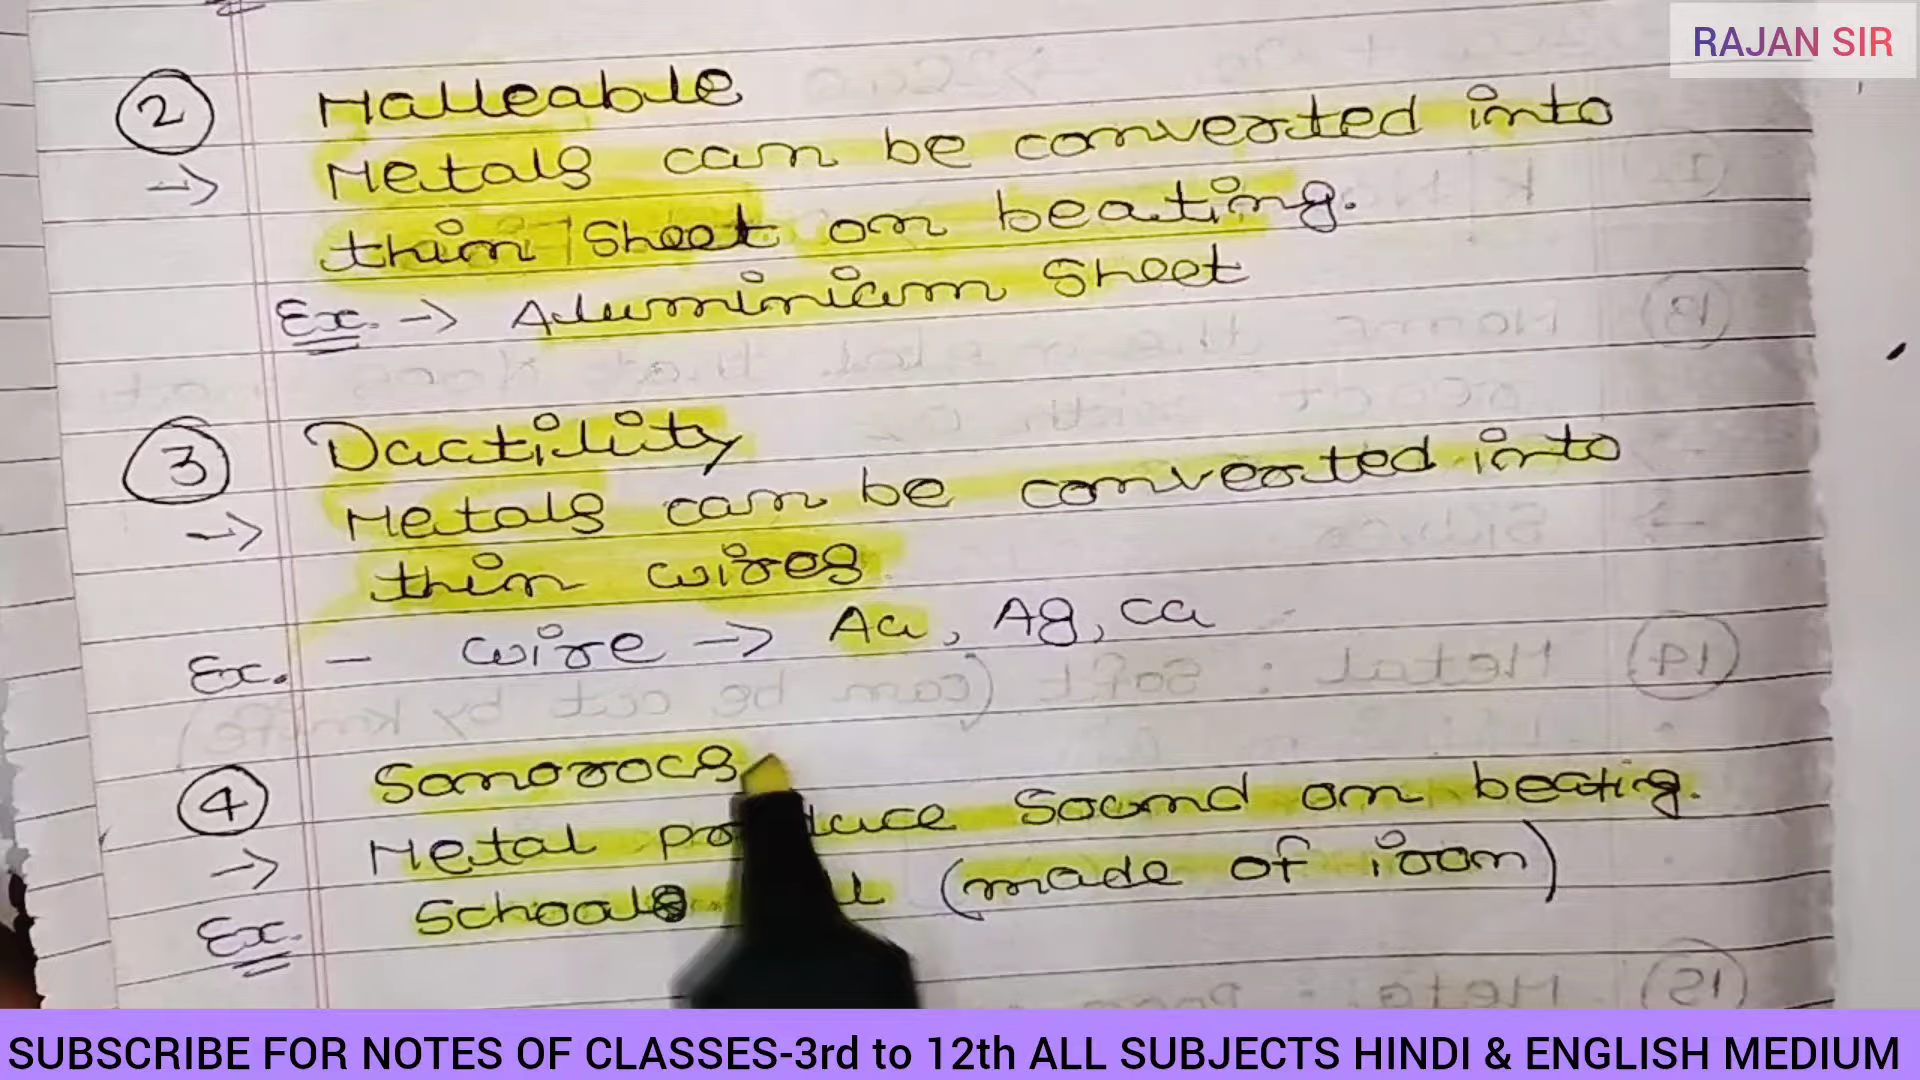 RAJAN SIR
2 Malleable
→ Metals can be converted into
thin sheet on beating.
Ex. → Aluminium Sheet
3 Ductility
→ Metals can be converted into
thin wires
Ex. - wire → Au, Ag, Cu
4 Sonorous
→ Metal produce Sound on beating.
Ex. School (made of iron)
SUBSCRIBE FOR NOTES OF CLASSES-3rd to 12th ALL SUBJECTS HINDI & ENGLISH MEDIUM